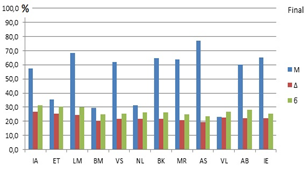 100,0 % Final
90,0
80,0
70,0
60,0 М
50,0 Δ
40,0 б
30,0
20,0
10,0
0,0
IA ET LM BM VS NL BK MR AS VL AB IE